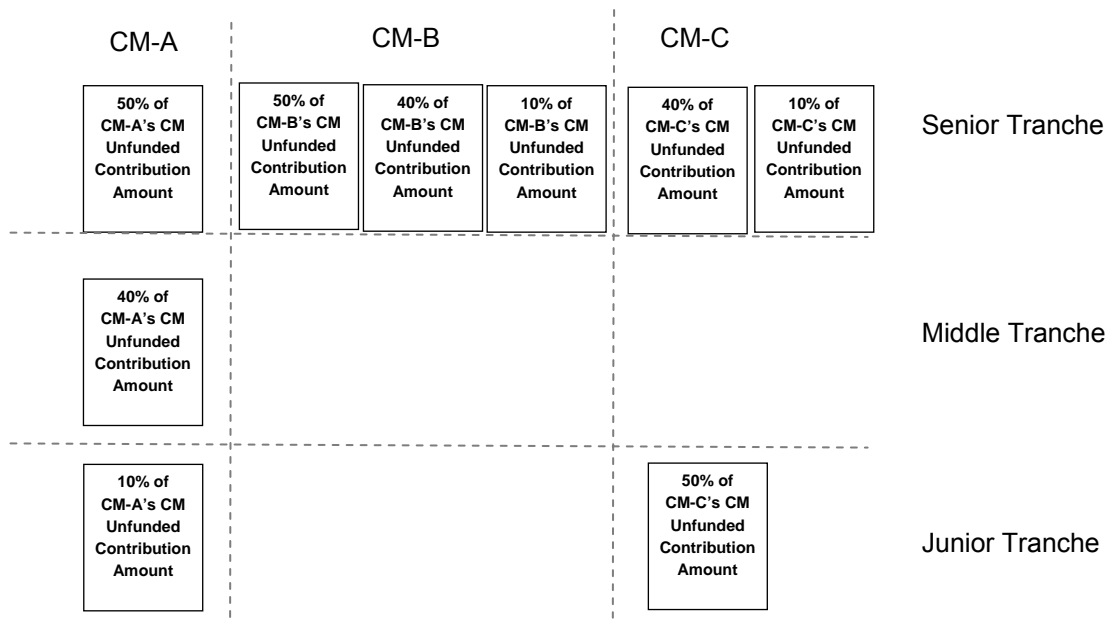 CM-A
CM-B
CM-C
50% of
CM-A's CM
Unfunded
Contribution
Amount
50% of
CM-B's CM
Unfunded
Contribution
Amount
40% of
CM-B's CM
Unfunded
Contribution
Amount
10% of
CM-B's CM
Unfunded
Contribution
Amount
40% of
CM-C's CM
Unfunded
Contribution
Amount
10% of
CM-C's CM
Unfunded
Contribution
Amount
Senior Tranche
40% of
CM-A's CM
Unfunded
Contribution
Amount
Middle Tranche
10% of
CM-A's CM
Unfunded
Contribution
Amount
50% of
CM-C's CM
Unfunded
Contribution
Amount
Junior Tranche